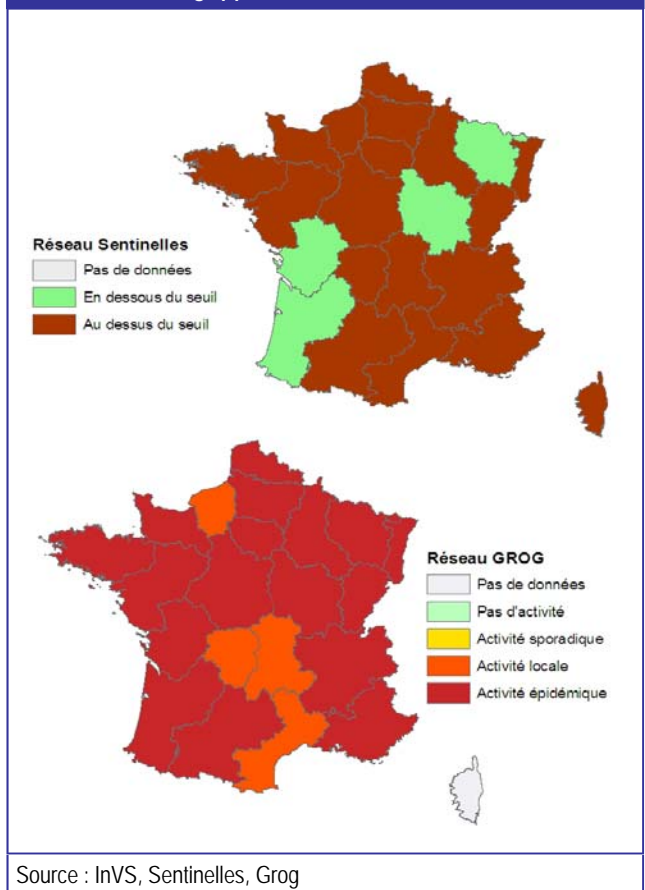 Réseau Sentinelles
Pas de données
En dessous du seuil
Au dessus du seuil
Réseau GROG
Pas de données
Pas d'activité
Activité sporadique
Activité locale
Activité épidémique
Source : InVS, Sentinelles, Grog